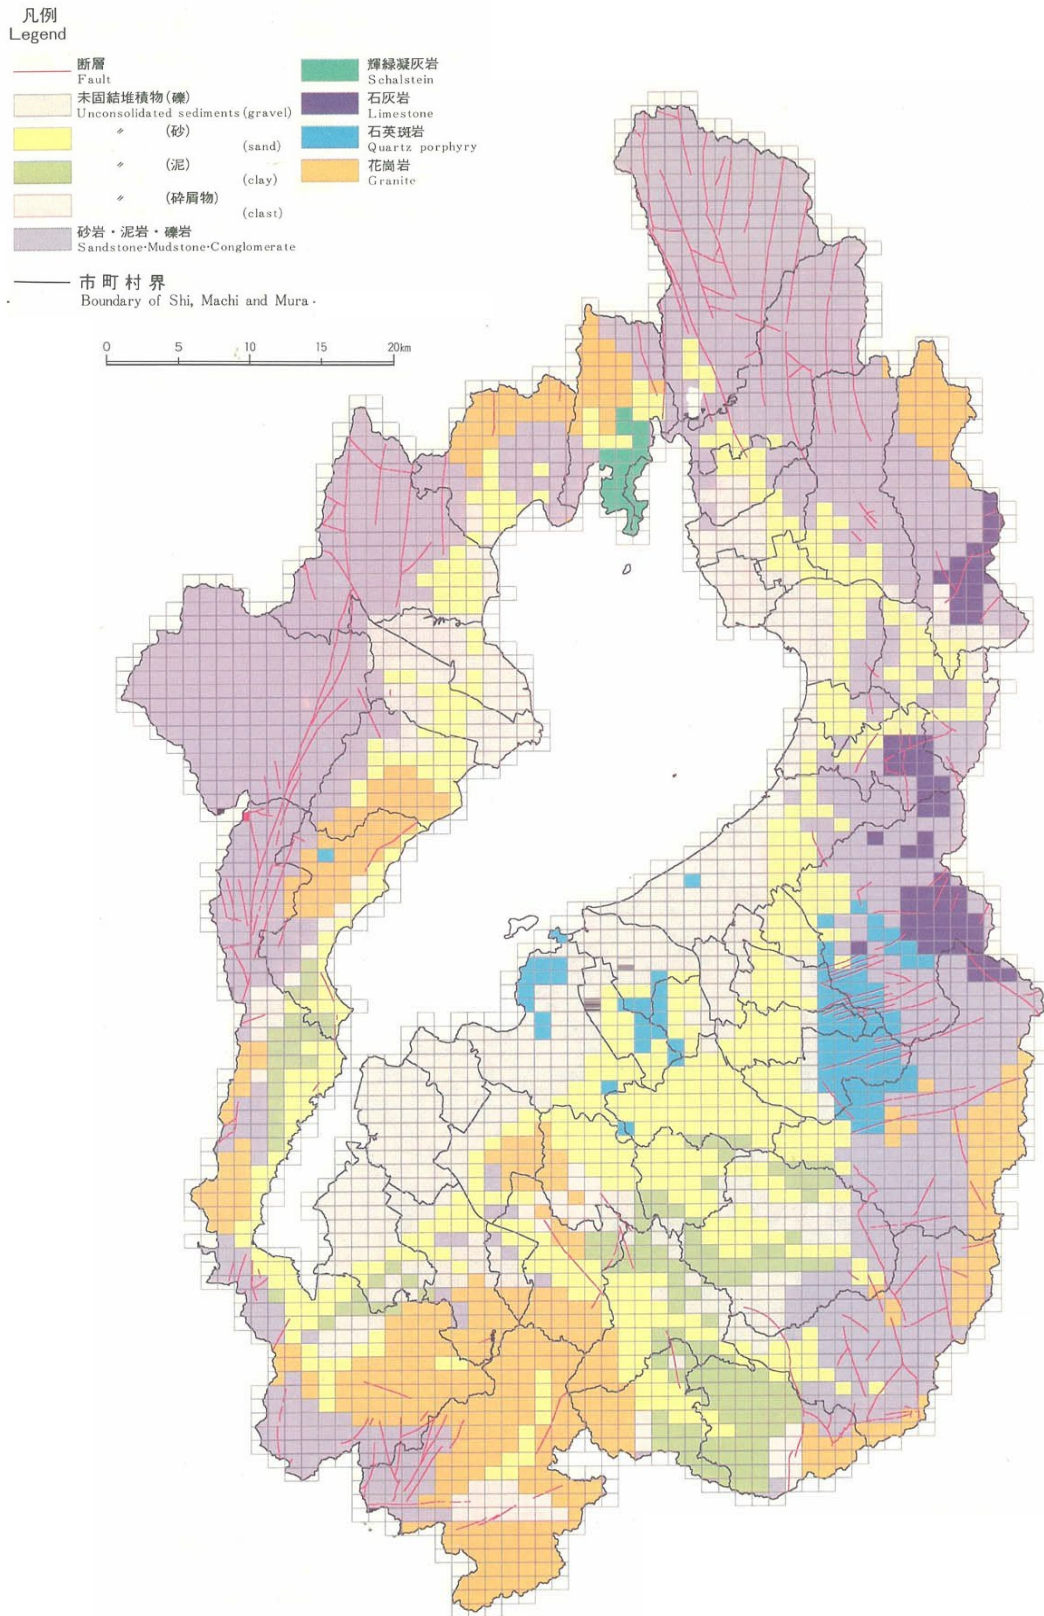 凡例
Legend
断層
Fault
未固結堆積物(礫)
Unconsolidated sediments (gravel)
〃 (砂)
(sand)
〃 (泥)
(clay)
〃 (砕屑物)
(clast)
砂岩・泥岩・礫岩
Sandstone·Mudstone·Conglomerate
市町村界
Boundary of Shi, Machi and Mura
輝緑凝灰岩
Schalstein
石灰岩
Limestone
石英斑岩
Quartz porphyry
花崗岩
Granite
0 5 10 15 20km